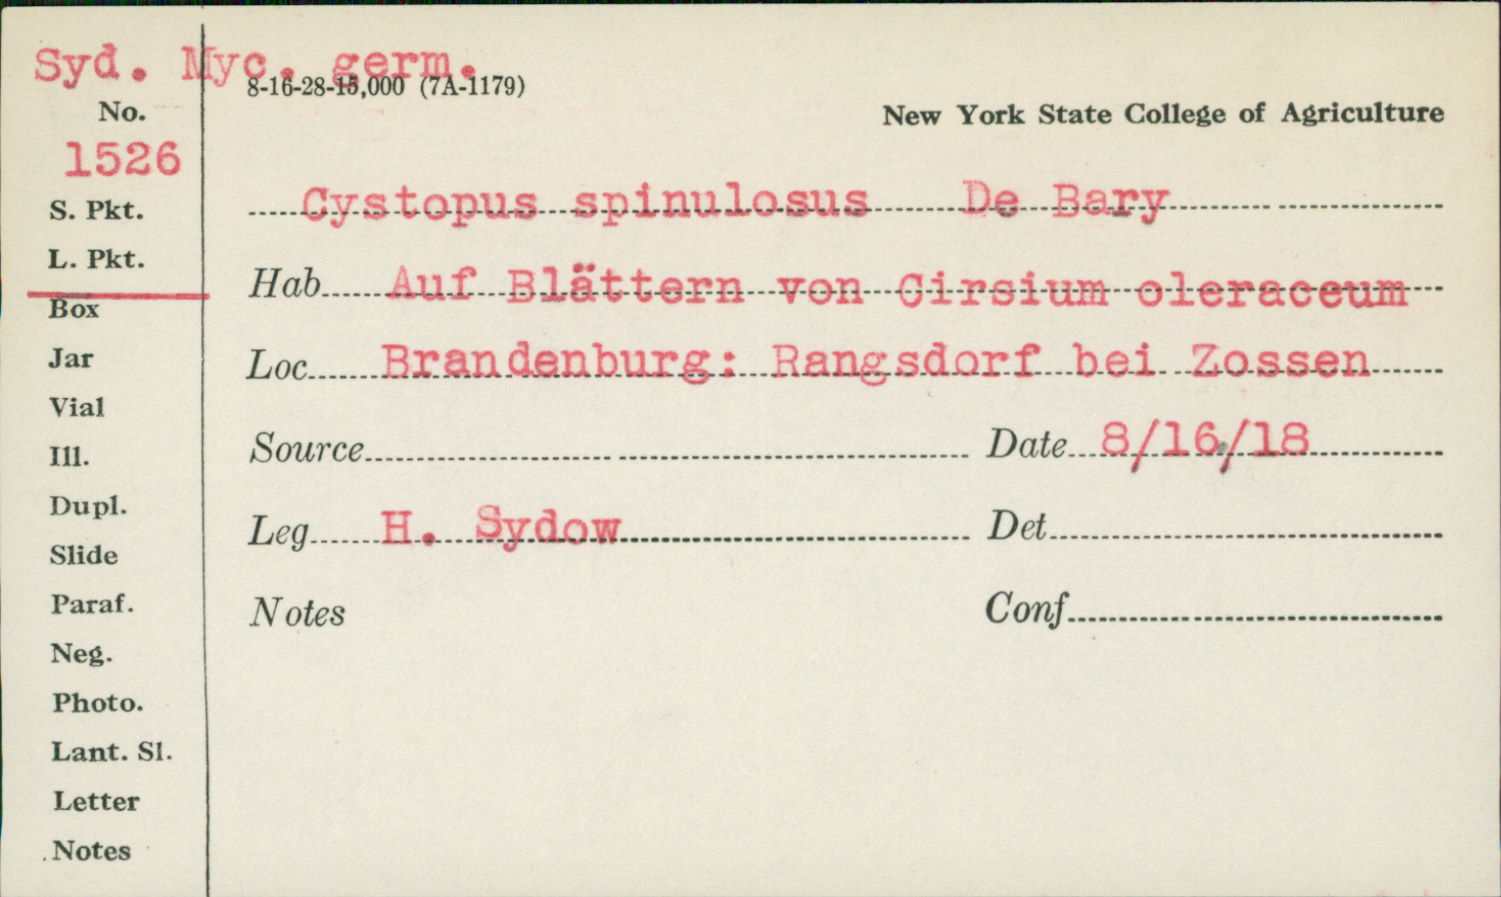 Syd. Myc. germ.
8-16-28-15,000 (7A-1179)
No.
New York State College of Agriculture
1526
S. Pkt.
Cystopus spinulosus De Bary
L. Pkt.
Hab Auf Blättern von Cirsium oleraceum
Box
Jar
Loc Brandenburg: Rangsdorf bei Zossen
Vial
Ill.
Source Date 8/16/18
Dupl.
Slide
Leg H. Sydow Det
Paraf.
Notes Conf
Neg.
Photo.
Lant. Sl.
Letter
Notes